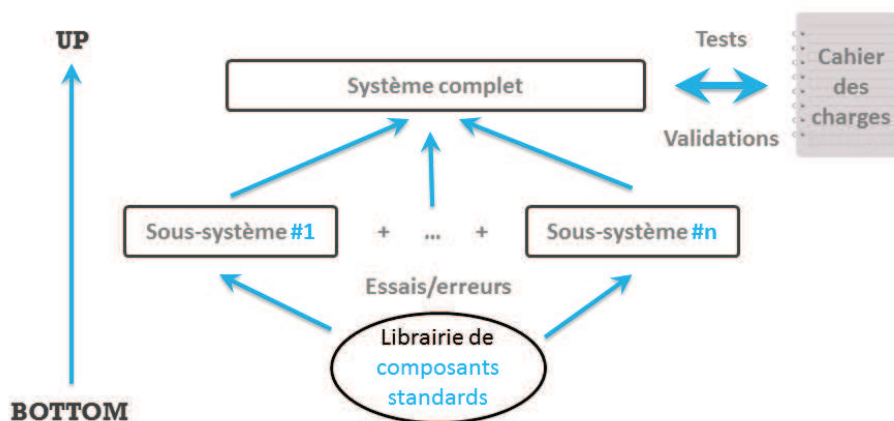 UP
Tests
Système complet
Cahier
des
charges
Validations
Sous-système #1
+ ... +
Sous-système #n
Essais/erreurs
Librairie de
composants
standards
BOTTOM